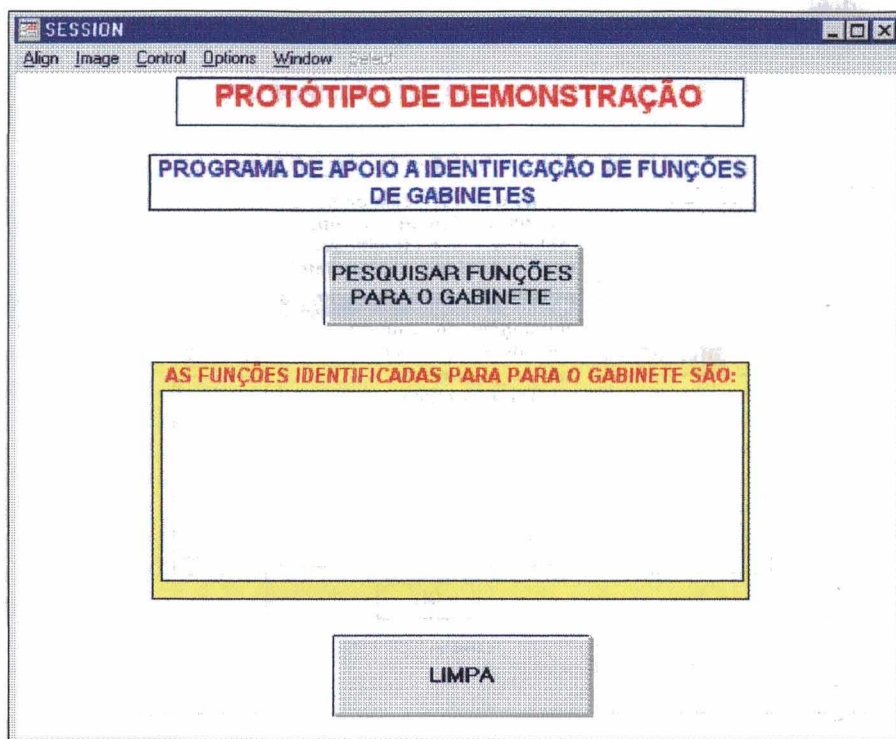 SESSION
Align Image Control Options Window Select
PROTÓTIPO DE DEMONSTRAÇÃO
PROGRAMA DE APOIO A IDENTIFICAÇÃO DE FUNÇÕES
DE GABINETES
PESQUISAR FUNÇÕES
PARA O GABINETE
AS FUNÇÕES IDENTIFICADAS PARA PARA O GABINETE SÃO:
LIMPA